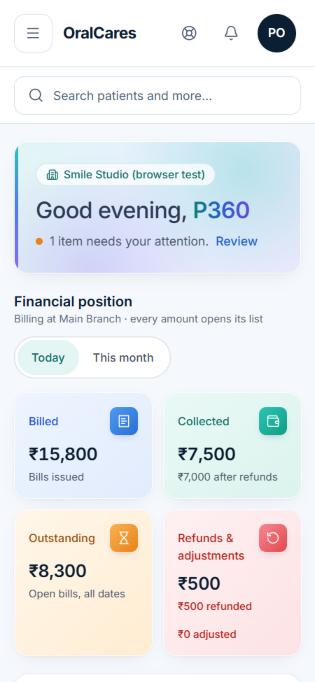 OralCares
PO
Search patients and more...
Smile Studio (browser test)
Good evening, P360
1 item needs your attention. Review
Financial position
Billing at Main Branch · every amount opens its list
Today
This month
Billed
₹15,800
Bills issued
Collected
₹7,500
₹7,000 after refunds
Outstanding
₹8,300
Open bills, all dates
Refunds &
adjustments
₹500
₹500 refunded
₹0 adjusted